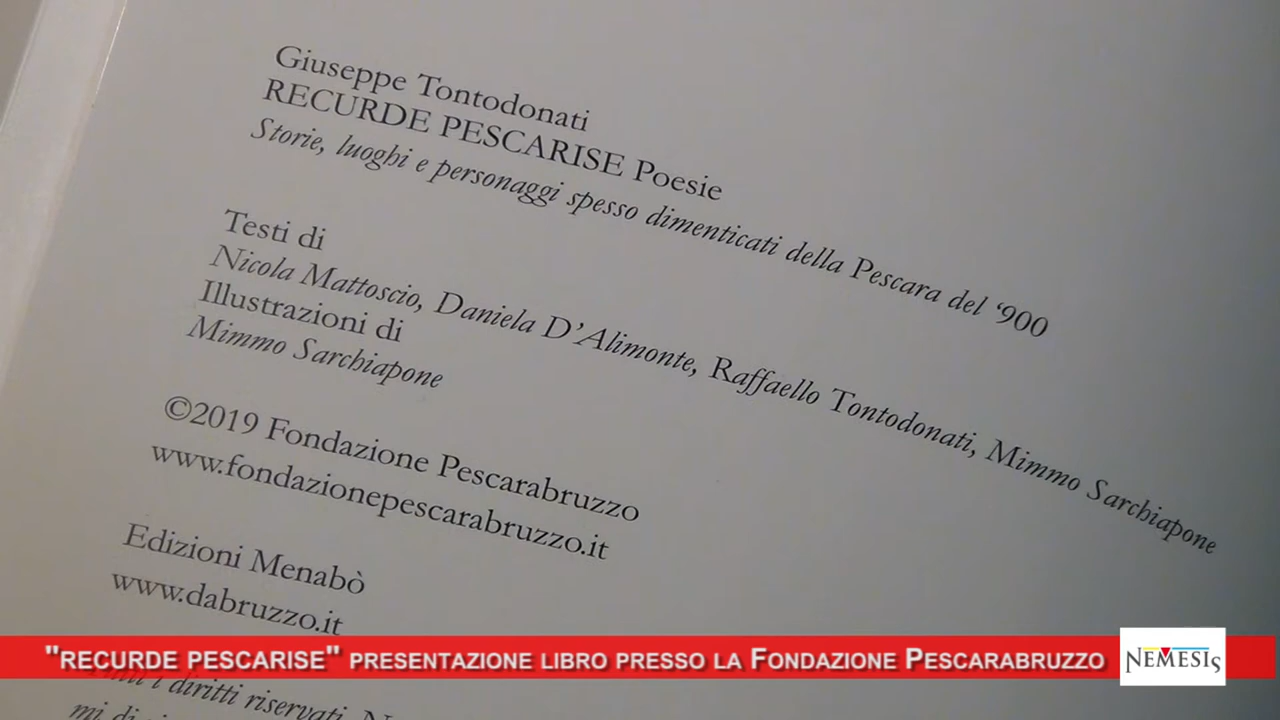 Giuseppe Tontodonati
RECURDE PESCARISE Poesie
Storie, luoghi e personaggi spesso dimenticati della Pescara del ‘900
Testi di
Nicola Mattoscio, Daniela D’Alimonte, Raffaello Tontodonati, Mimmo Sarchiapone
Illustrazioni di
Mimmo Sarchiapone
©2019 Fondazione Pescarabruzzo
www.fondazionepescarabruzzo.it
Edizioni Menabò
www.dabruzzo.it
"RECURDE PESCARISE" PRESENTAZIONE LIBRO PRESSO LA FONDAZIONE PESCARABRUZZO
NEMESIs
i diritti riservati.